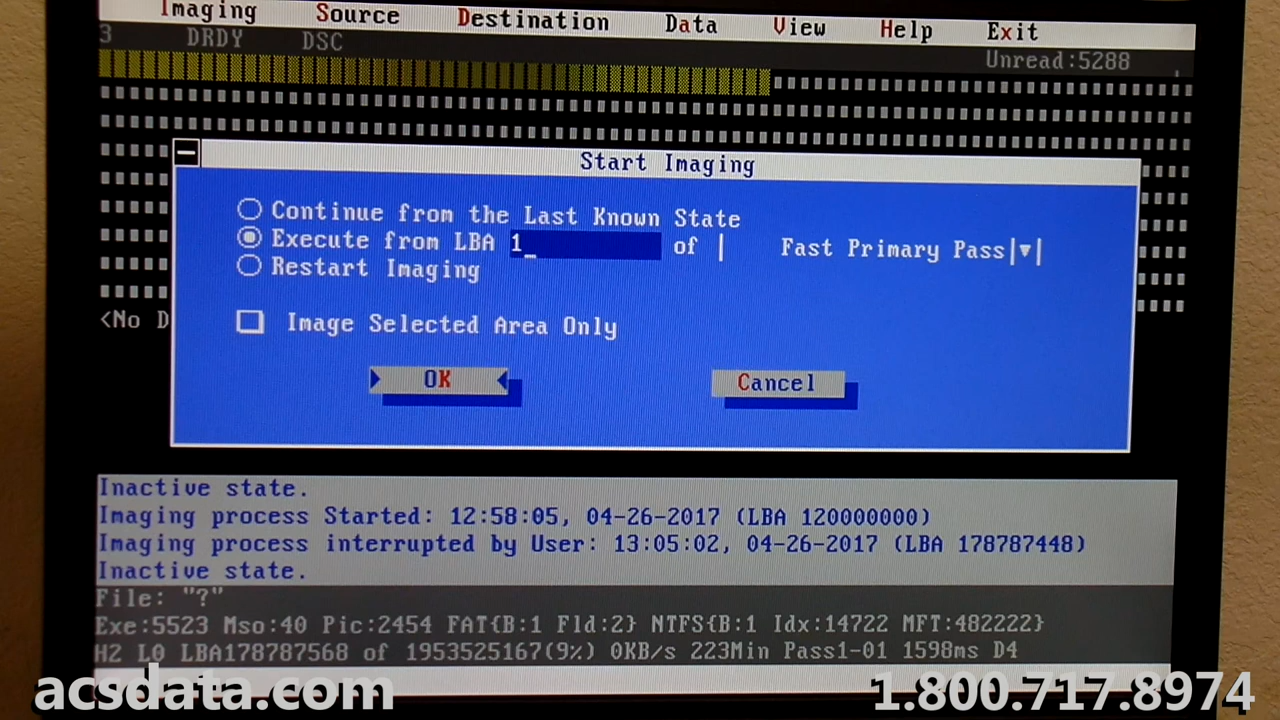 Imaging Source Destination Data View Help Exit
3 DRDY DSC Unread:5288
Start Imaging
Continue from the Last Known State
Execute from LBA 1_ of Fast Primary Pass
Restart Imaging
Image Selected Area Only
OK Cancel
<No D
Inactive state.
Imaging process Started: 12:58:05, 04-26-2017 (LBA 120000000)
Imaging process interrupted by User: 13:05:02, 04-26-2017 (LBA 178787448)
Inactive state.
File: "?"
Exe:5523 Mso:40 Pic:2454 FAT{B:1 Fld:2} NTFS{B:1 Idx:14722 MFT:482222}
H2 L0 LBA178787568 of 1953525167(9%) 0KB/s 223Min Pass1-01 1598ms D4
acsdata.com 1.800.717.8974